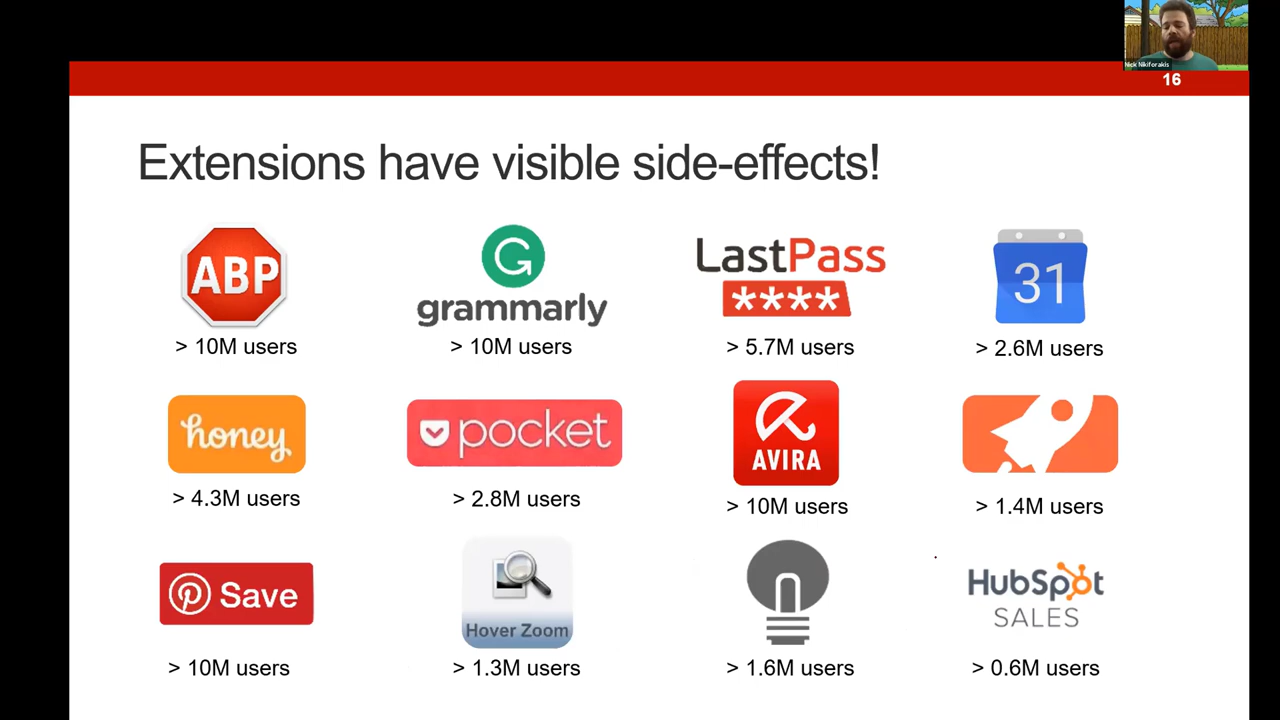 Nick Nikiforakis
16
Extensions have visible side-effects!
ABP
> 10M users
G
grammarly
> 10M users
LastPass
****
> 5.7M users
31
> 2.6M users
honey
> 4.3M users
pocket
> 2.8M users
AVIRA
> 10M users
> 1.4M users
Save
> 10M users
Hover Zoom
> 1.3M users
> 1.6M users
HubSpot
SALES
> 0.6M users